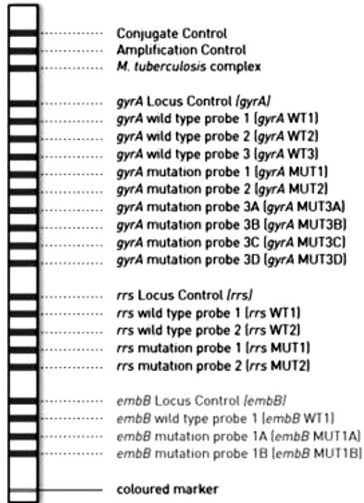 Conjugate Control
Amplification Control
M. tuberculosis complex
gyrA Locus Control (gyrA)
gyrA wild type probe 1 (gyrA WT1)
gyrA wild type probe 2 (gyrA WT2)
gyrA wild type probe 3 (gyrA WT3)
gyrA mutation probe 1 (gyrA MUT1)
gyrA mutation probe 2 (gyrA MUT2)
gyrA mutation probe 3A (gyrA MUT3A)
gyrA mutation probe 3B (gyrA MUT3B)
gyrA mutation probe 3C (gyrA MUT3C)
gyrA mutation probe 3D (gyrA MUT3D)
rrs Locus Control (rrs)
rrs wild type probe 1 (rrs WT1)
rrs wild type probe 2 (rrs WT2)
rrs mutation probe 1 (rrs MUT1)
rrs mutation probe 2 (rrs MUT2)
embB Locus Control (embB)
embB wild type probe 1 (embB WT1)
embB mutation probe 1A (embB MUT1A)
embB mutation probe 1B (embB MUT1B)
coloured marker